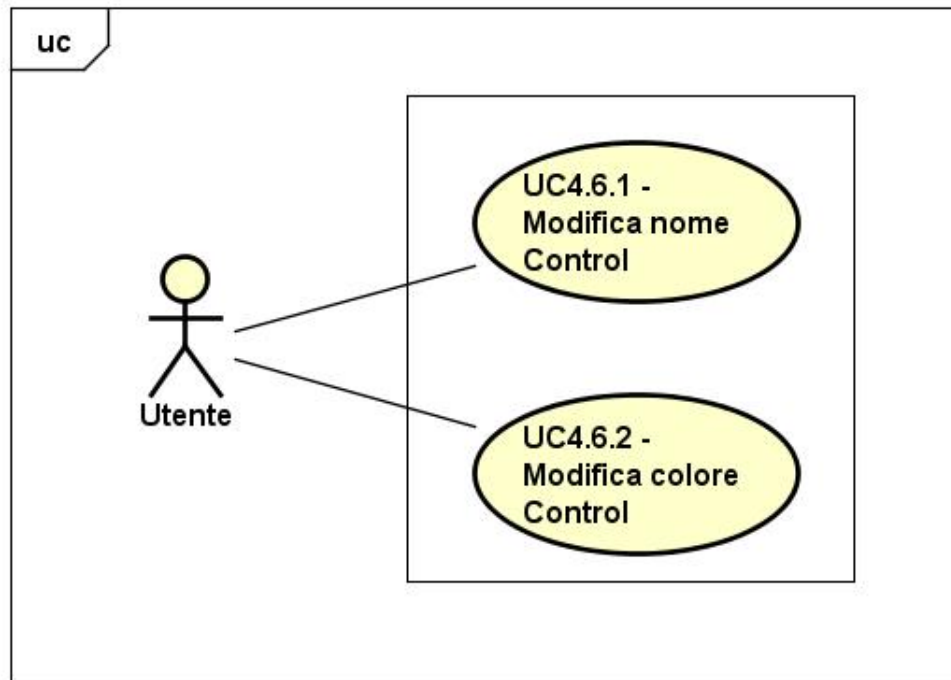 uc
UC4.6.1 -
Modifica nome
Control
Utente
UC4.6.2 -
Modifica colore
Control